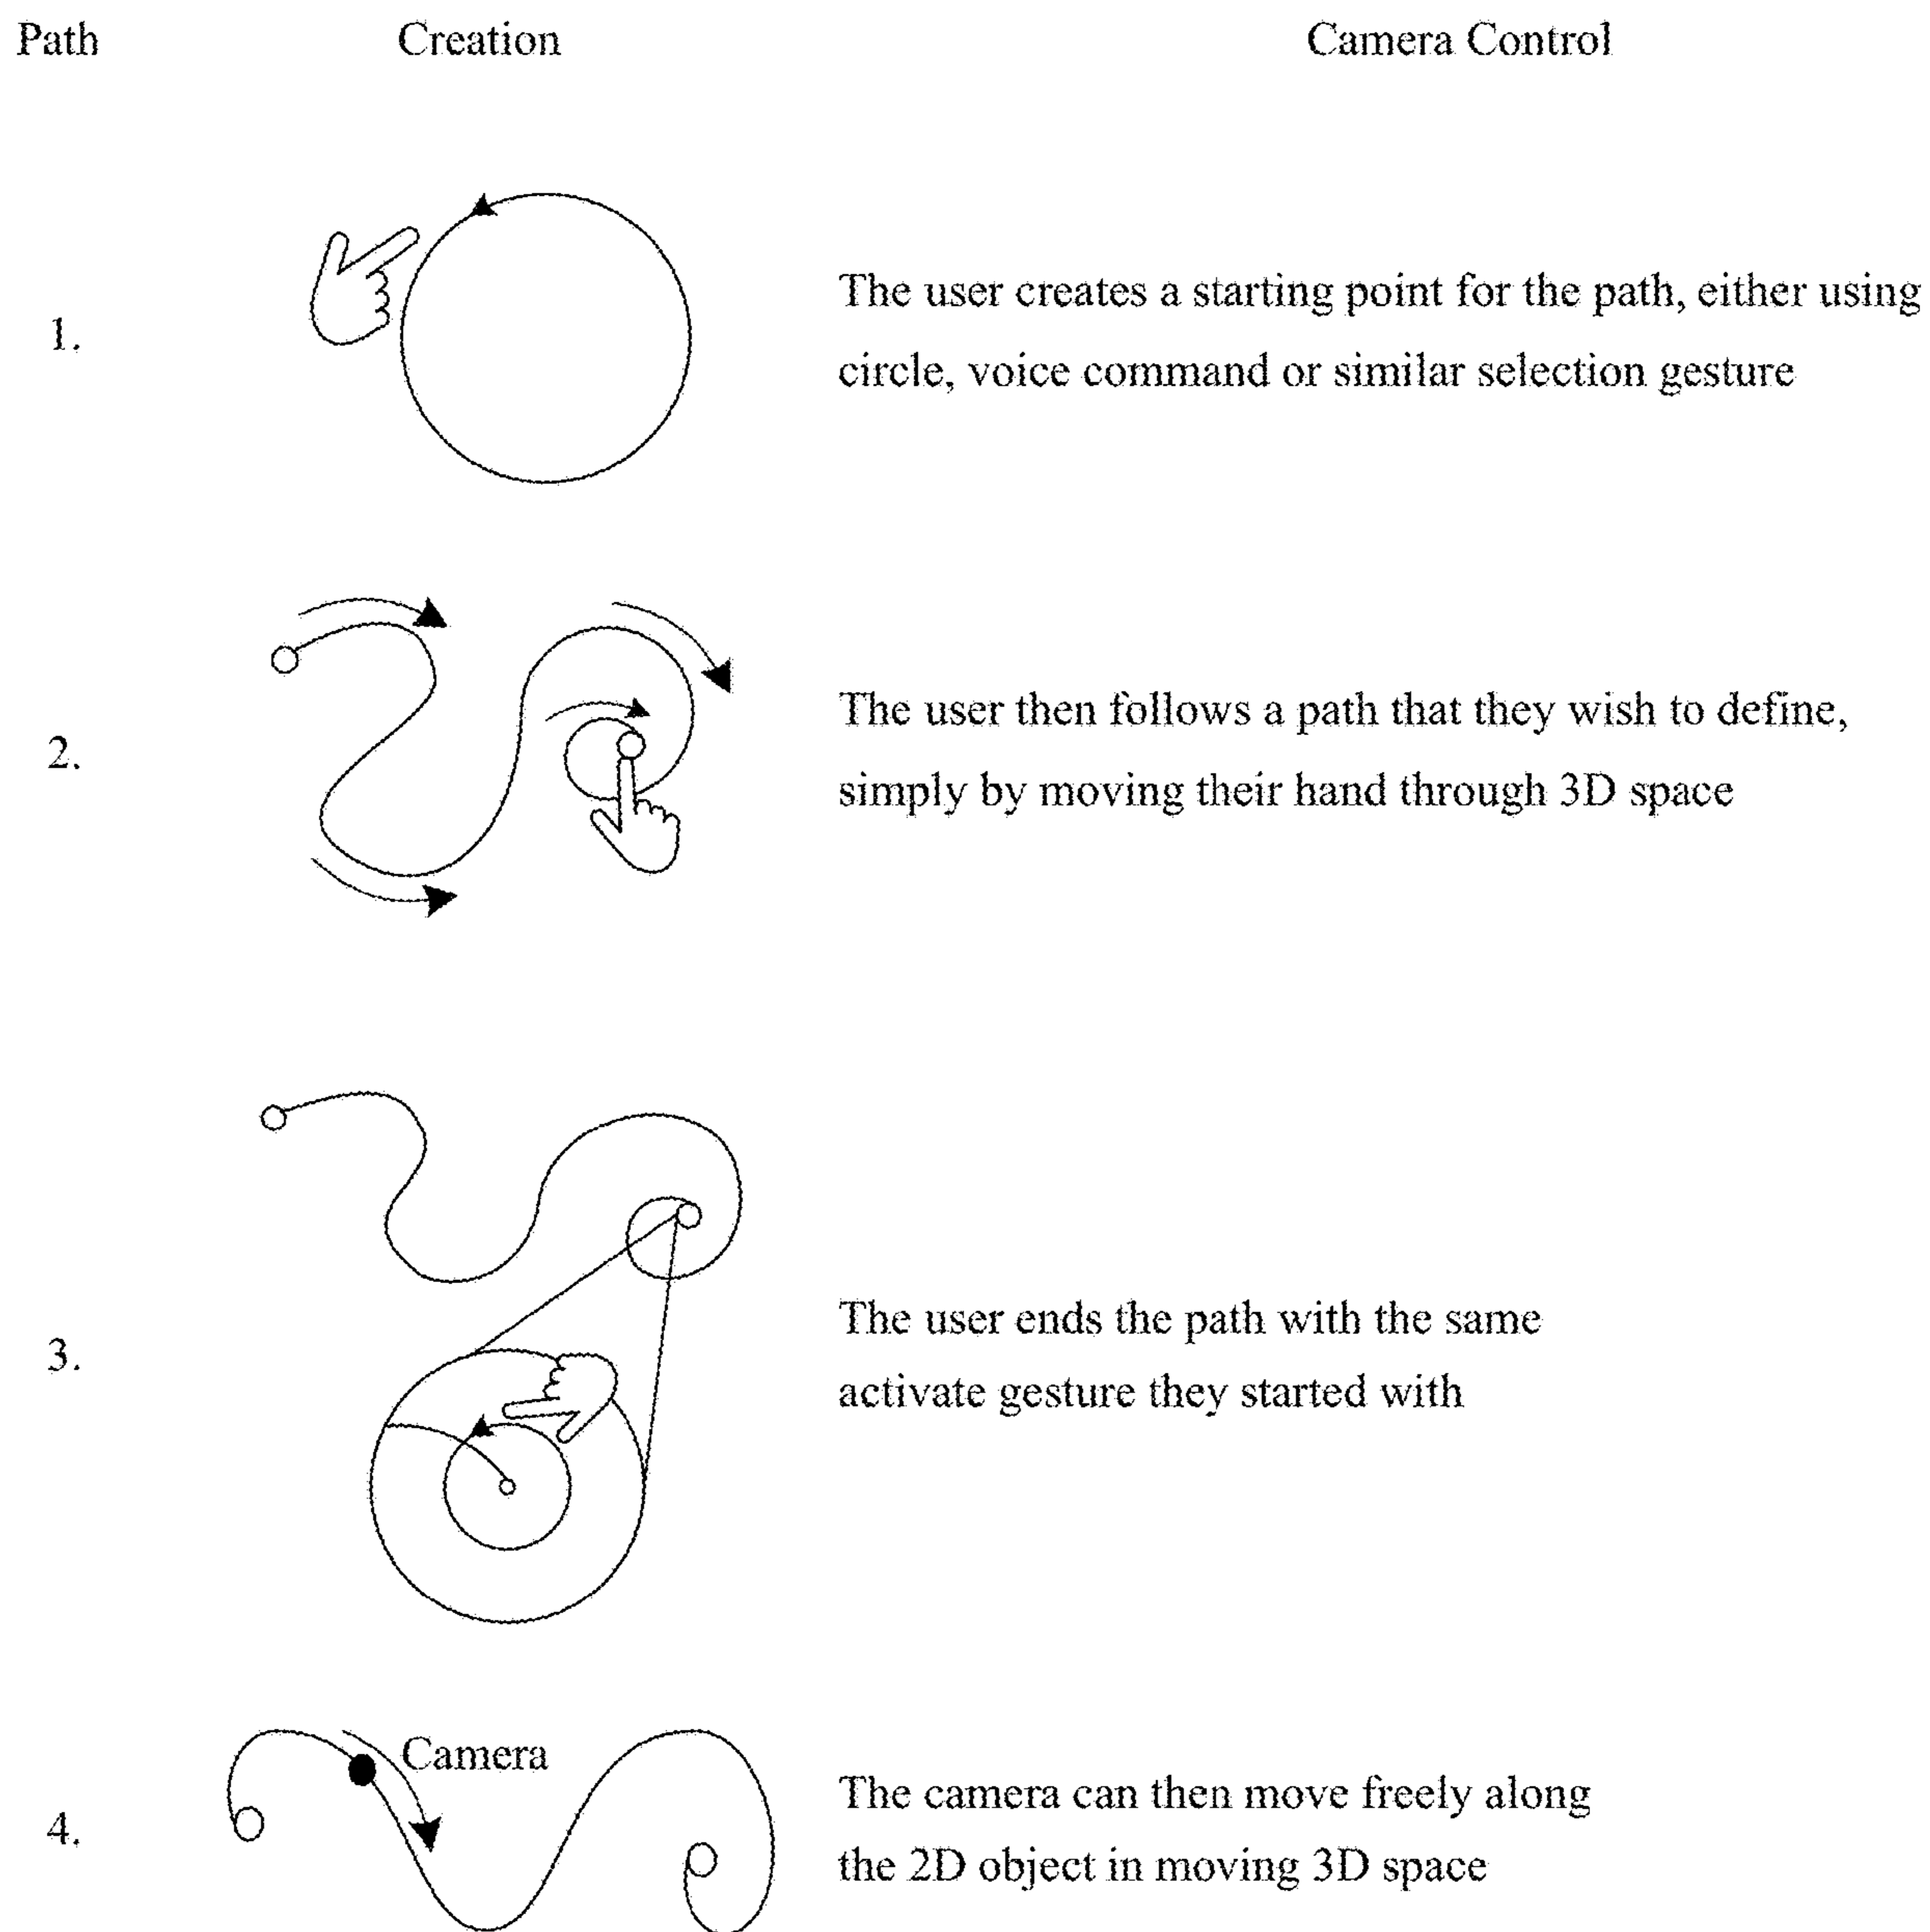 Path Creation Camera Control
1.
The user creates a starting point for the path, either using
circle, voice command or similar selection gesture
2.
The user then follows a path that they wish to define,
simply by moving their hand through 3D space
3.
The user ends the path with the same
activate gesture they started with
4.
Camera
The camera can then move freely along
the 2D object in moving 3D space